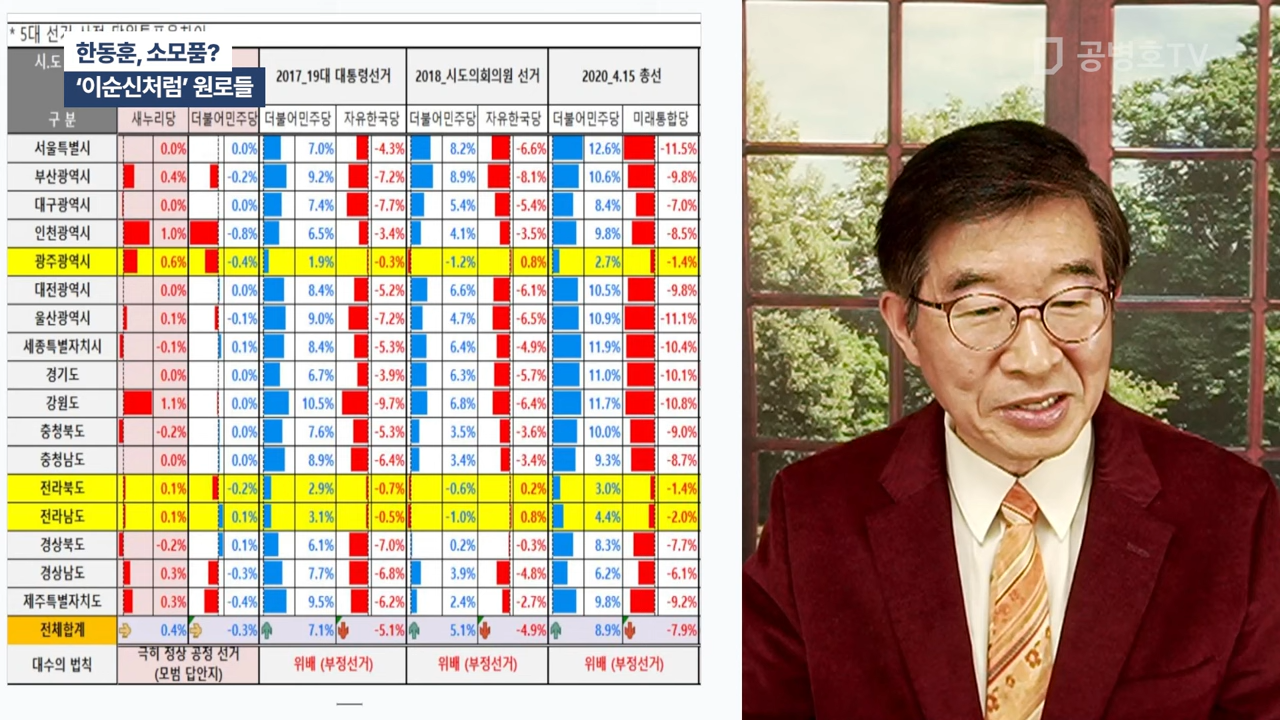 * 5대 선거 사전
한동훈, 소모품?
‘이순신처럼’ 원로들
공병호TV
시.도 2017_19대 대통령선거 2018_시도의회의원 선거 2020_4.15 총선
구 분 새누리당 더불어민주당 더불어민주당 자유한국당 더불어민주당 자유한국당 더불어민주당 미래통합당
서울특별시 0.0% 0.0% 7.0% -4.3% 8.2% -6.6% 12.6% -11.5%
부산광역시 0.4% -0.2% 9.2% -7.2% 8.9% -8.1% 10.6% -9.8%
대구광역시 0.0% 0.0% 7.4% -7.7% 5.4% -5.4% 8.4% -7.0%
인천광역시 1.0% -0.8% 6.5% -3.4% 4.1% -3.5% 9.8% -8.5%
광주광역시 0.6% -0.4% 1.9% -0.3% -1.2% 0.8% 2.7% -1.4%
대전광역시 0.0% 0.0% 8.4% -5.2% 6.6% -6.1% 10.5% -9.8%
울산광역시 0.1% -0.1% 9.0% -7.2% 4.7% -6.5% 10.9% -11.1%
세종특별자치시 -0.1% 0.1% 8.4% -5.3% 6.4% -4.9% 11.9% -10.4%
경기도 0.0% 0.0% 6.7% -3.9% 6.3% -5.7% 11.0% -10.1%
강원도 1.1% 0.0% 10.5% -9.7% 6.8% -6.4% 11.7% -10.8%
충청북도 -0.2% 0.0% 7.6% -5.3% 3.5% -3.6% 10.0% -9.0%
충청남도 0.0% 0.0% 8.9% -6.4% 3.4% -3.4% 9.3% -8.7%
전라북도 0.1% -0.2% 2.9% -0.7% -0.6% 0.2% 3.0% -1.4%
전라남도 0.1% 0.1% 3.1% -0.5% -1.0% 0.8% 4.4% -2.0%
경상북도 -0.2% 0.1% 6.1% -7.0% 0.2% -0.3% 8.3% -7.7%
경상남도 0.3% -0.3% 7.7% -6.8% 3.9% -4.8% 6.2% -6.1%
제주특별자치도 0.3% -0.4% 9.5% -6.2% 2.4% -2.7% 9.8% -9.2%
전체합계 0.4% -0.3% 7.1% -5.1% 5.1% -4.9% 8.9% -7.9%
대수의 법칙 극히 정상 공정 선거 위배 (부정선거) 위배 (부정선거) 위배 (부정선거)
(모범 답안지)